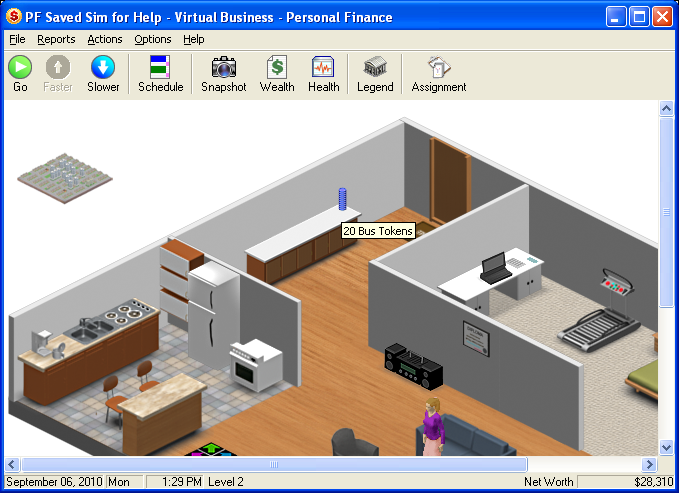 PF Saved Sim for Help - Virtual Business - Personal Finance
File Reports Actions Options Help
Go Faster Slower Schedule Snapshot Wealth Health Legend Assignment
20 Bus Tokens
DIPLOMA
September 06, 2010 Mon 1:29 PM Level 2 Net Worth $28,310